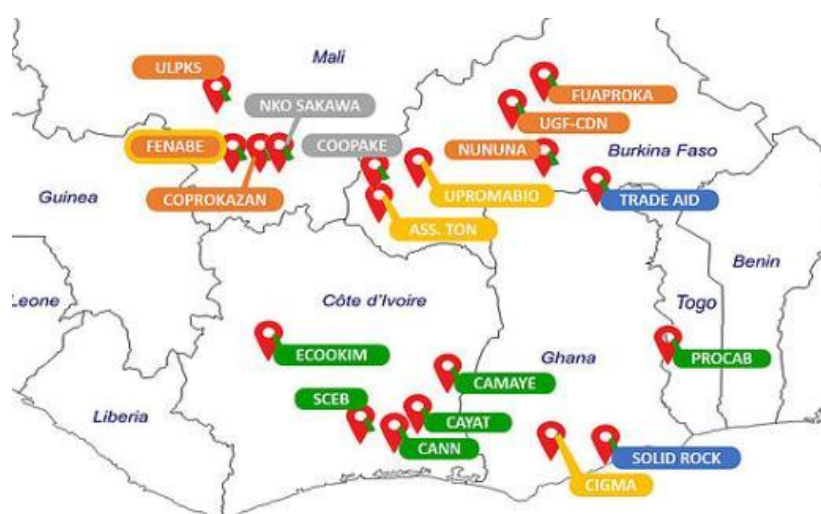 Mali
ULPKS
NKO SAKAWA
FUAPROKA
UGF-CDN
FENABE
COOPAKE
NUNUNA
Burkina Faso
COPROKAZAN
UPROMABIO
TRADE AID
Guinea
ASS. TON
Benin
Leone
Côte d'Ivoire
Togo
ECOOKIM
Ghana
PROCAB
CAMAYE
SCEB
Liberia
CAYAT
CANN
SOLID ROCK
CIGMA